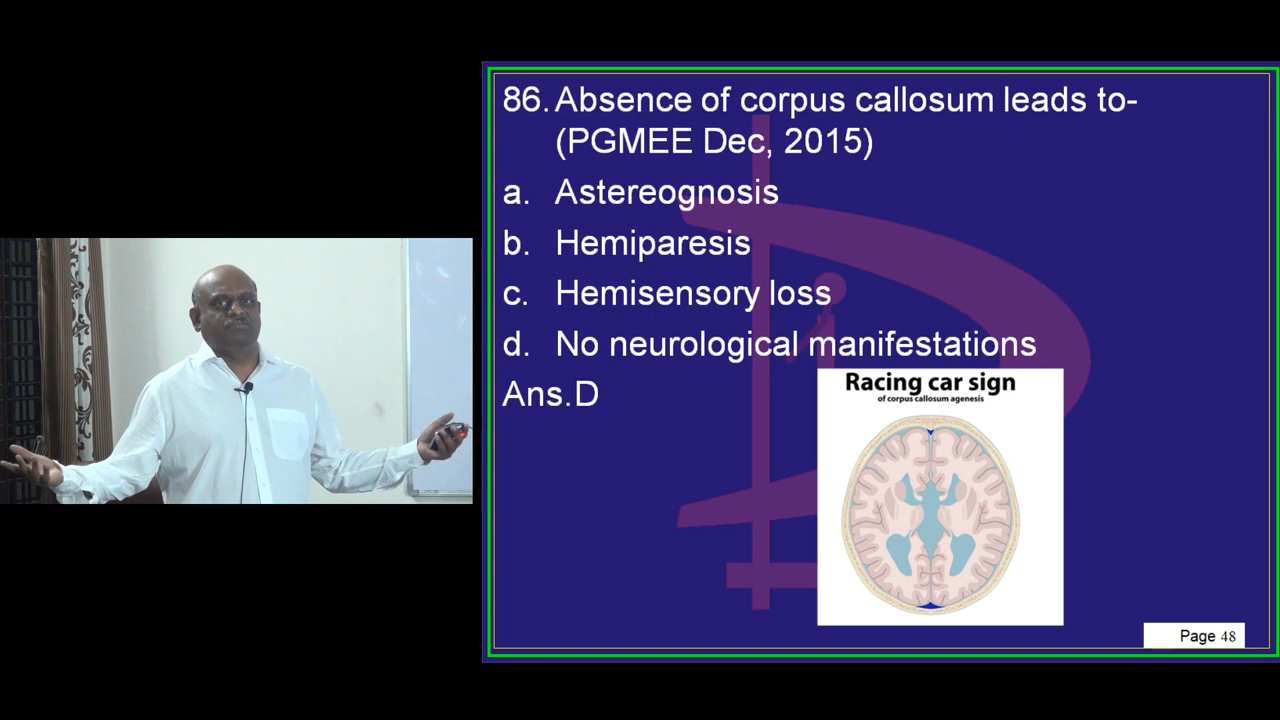 86. Absence of corpus callosum leads to-
(PGMEE Dec, 2015)
a. Astereognosis
b. Hemiparesis
c. Hemisensory loss
d. No neurological manifestations
Ans.D
Racing car sign
of corpus callosum agenesis
Page 48